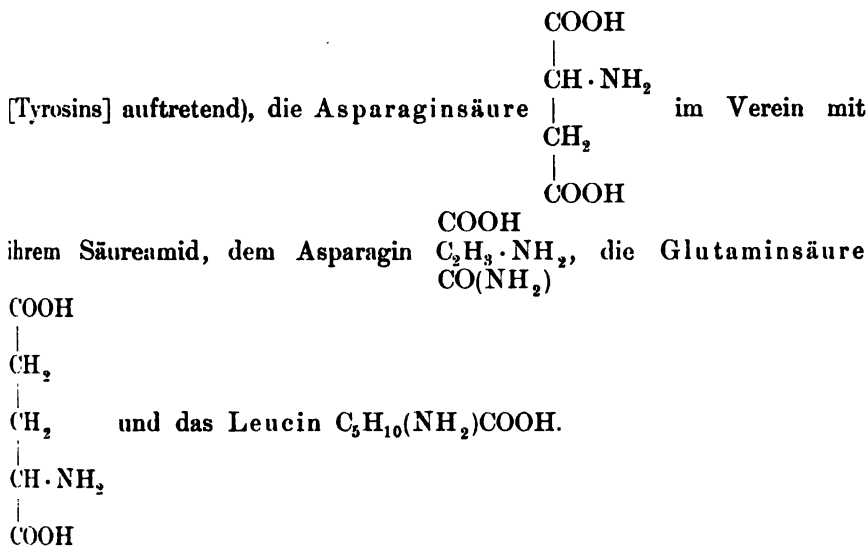 COOH
|
CH · NH₂
[Tyrosins] auftretend), die Asparaginsäure | im Verein mit
CH₂
|
COOH
COOH
ihrem Säureamid, dem Asparagin C₂H₃ · NH₂, die Glutaminsäure
CO(NH₂)
COOH
|
CH₂
|
CH₂ und das Leucin C₅H₁₀(NH₂)COOH.
|
CH · NH₂
|
COOH